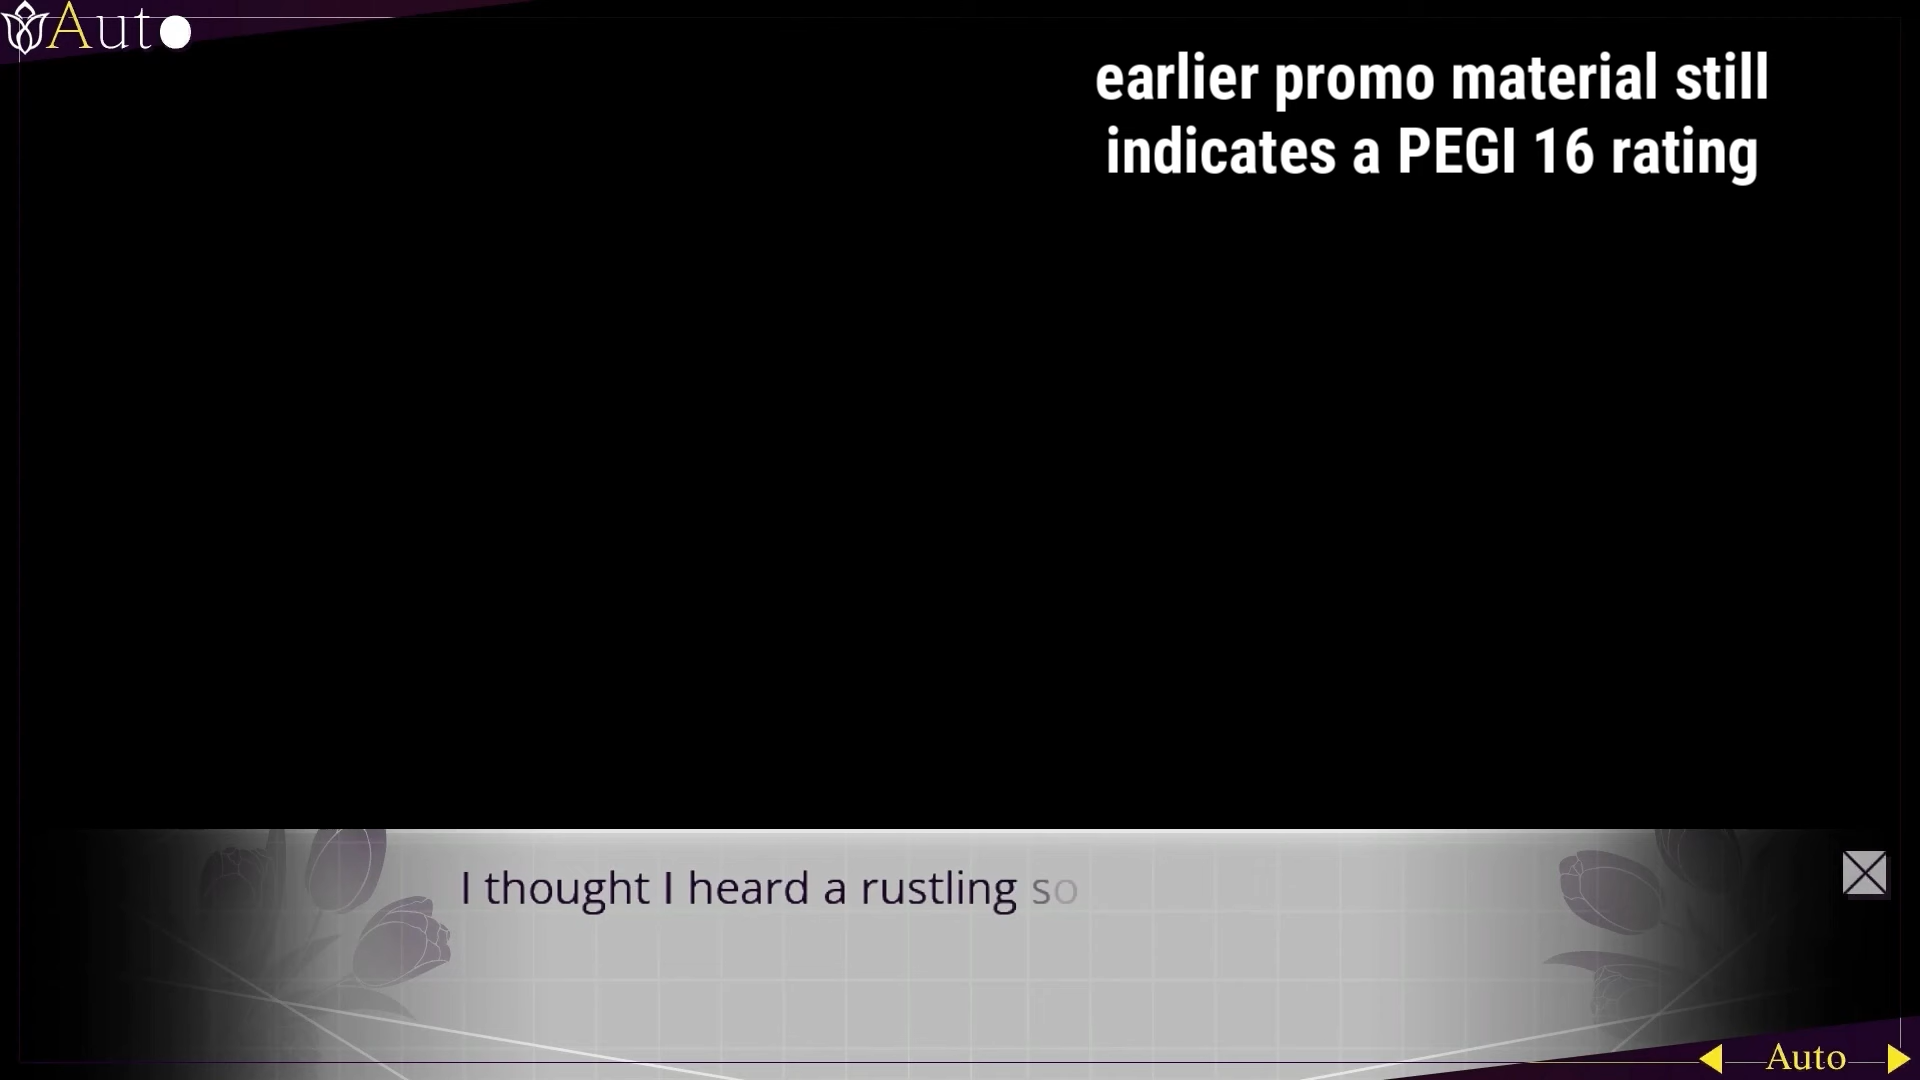 Auto
earlier promo material still
indicates a PEGI 16 rating
I thought I heard a rustling so
Auto